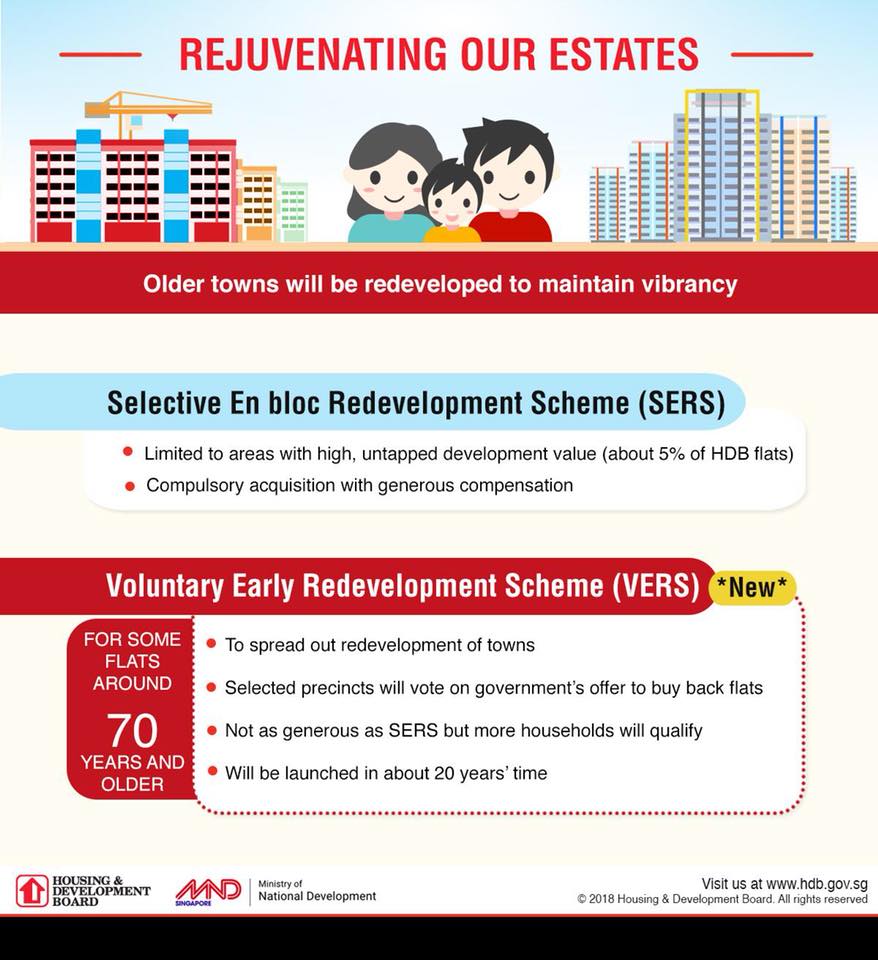 REJUVENATING OUR ESTATES
Older towns will be redeveloped to maintain vibrancy
Selective En bloc Redevelopment Scheme (SERS)
• Limited to areas with high, untapped development value (about 5% of HDB flats)
• Compulsory acquisition with generous compensation
Voluntary Early Redevelopment Scheme (VERS) *New*
FOR SOME
FLATS
AROUND
70
YEARS AND
OLDER
• To spread out redevelopment of towns
• Selected precincts will vote on government's offer to buy back flats
• Not as generous as SERS but more households will qualify
• Will be launched in about 20 years' time
HOUSING &
DEVELOPMENT
BOARD
MND
SINGAPORE
Ministry of
National Development
Visit us at www.hdb.gov.sg
© 2018 Housing & Development Board. All rights reserved